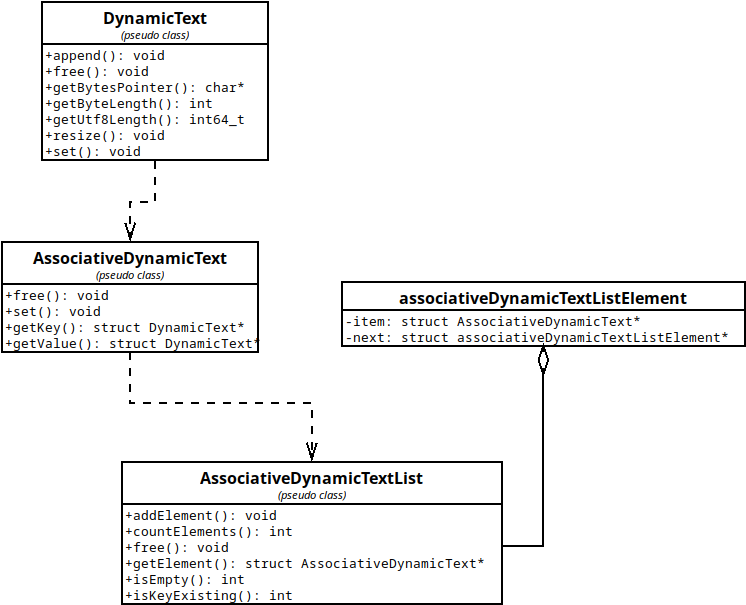 DynamicText
(pseudo class)
+append(): void
+free(): void
+getBytesPointer(): char*
+getByteLength(): int
+getUtf8Length(): int64_t
+resize(): void
+set(): void
AssociativeDynamicText
(pseudo class)
+free(): void
+set(): void
+getKey(): struct DynamicText*
+getValue(): struct DynamicText*
associativeDynamicTextListElement
-item: struct AssociativeDynamicText*
-next: struct associativeDynamicTextListElement*
AssociativeDynamicTextList
(pseudo class)
+addElement(): void
+countElements(): int
+free(): void
+getElement(): struct AssociativeDynamicText*
+isEmpty(): int
+isKeyExisting(): int